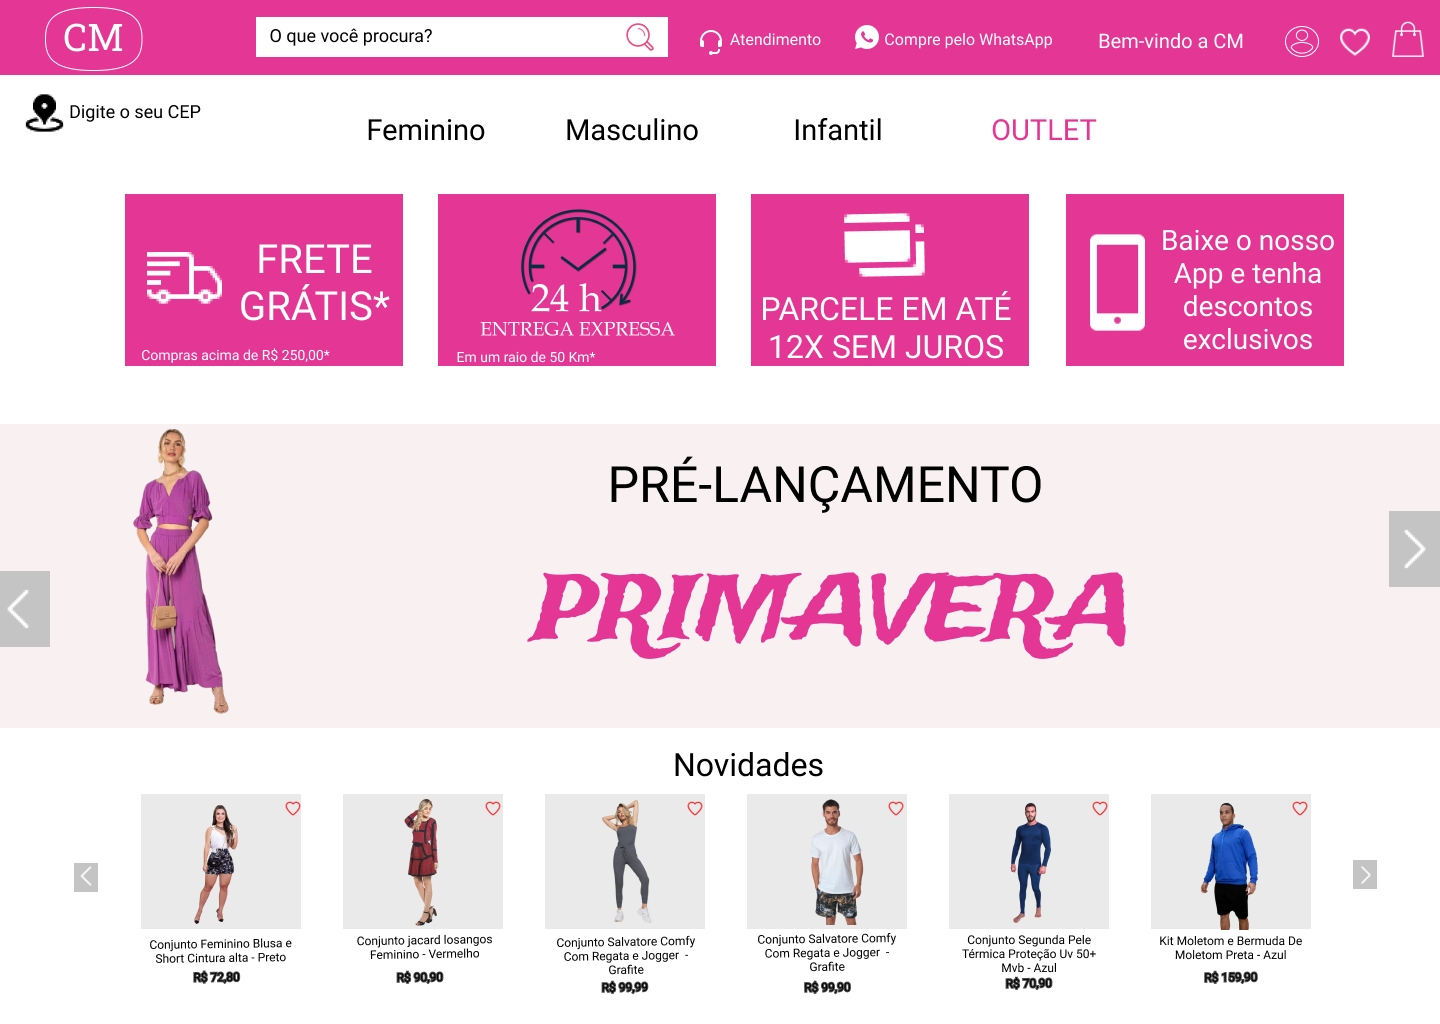 CM
O que você procura?
Atendimento
Compre pelo WhatsApp
Bem-vindo a CM
Digite o seu CEP
Feminino
Masculino
Infantil
OUTLET
FRETE
GRÁTIS*
Compras acima de R$ 250,00*
24 h
ENTREGA EXPRESSA
Em um raio de 50 Km*
PARCELE EM ATÉ
12X SEM JUROS
Baixe o nosso
App e tenha
descontos
exclusivos
PRÉ-LANÇAMENTO
PRIMAVERA
Novidades
Conjunto Feminino Blusa e
Short Cintura alta - Preto
R$ 72,80
Conjunto jacard losangos
Feminino - Vermelho
R$ 90,90
Conjunto Salvatore Comfy
Com Regata e Jogger -
Grafite
R$ 99,99
Conjunto Salvatore Comfy
Com Regata e Jogger -
Grafite
R$ 99,90
Conjunto Segunda Pele
Térmica Proteção Uv 50+
Mvb - Azul
R$ 70,90
Kit Moletom e Bermuda De
Moletom Preta - Azul
R$ 159,90